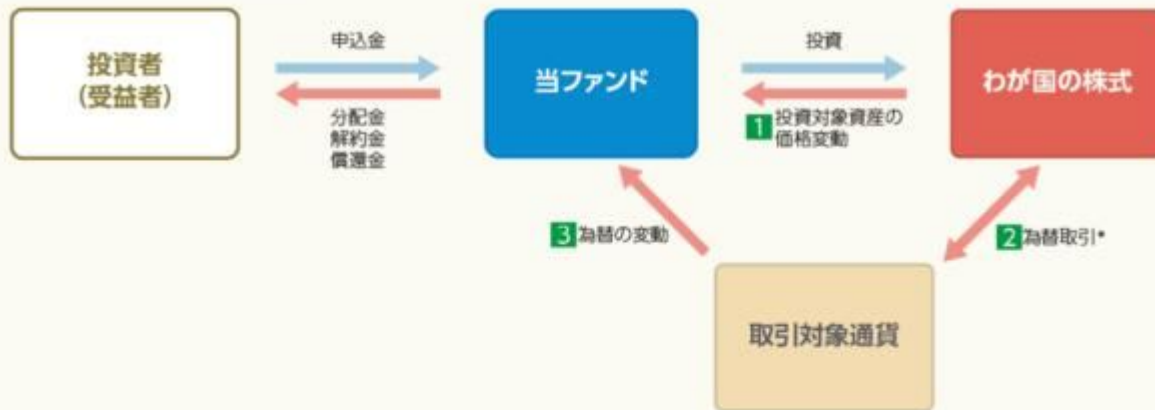 投資者
(受益者)
申込金
分配金
解約金
償還金
当ファンド
投資
1 投資対象資産の
価格変動
わが国の株式
3 為替の変動
2 為替取引*
取引対象通貨